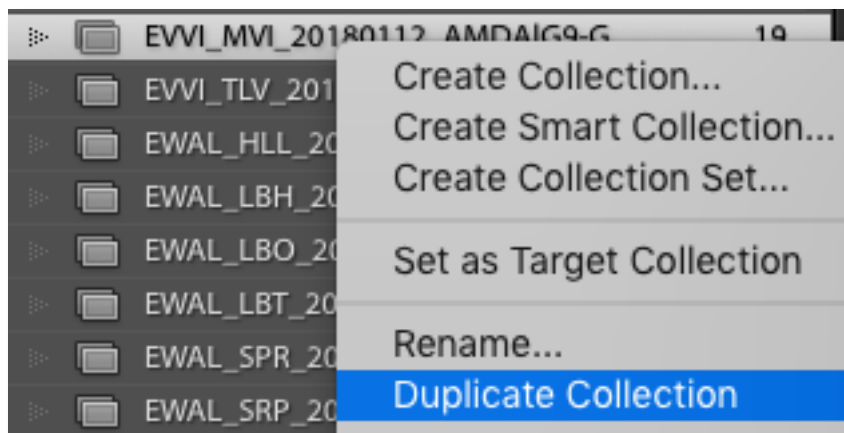 EVVI_MVI_20180112_AMDAIG9-G 19
EVVI_TLV_201
EWAL_HLL_20
EWAL_LBH_20
EWAL_LBO_20
EWAL_LBT_20
EWAL_SPR_20
EWAL_SRP_20
Create Collection...
Create Smart Collection...
Create Collection Set...
Set as Target Collection
Rename...
Duplicate Collection